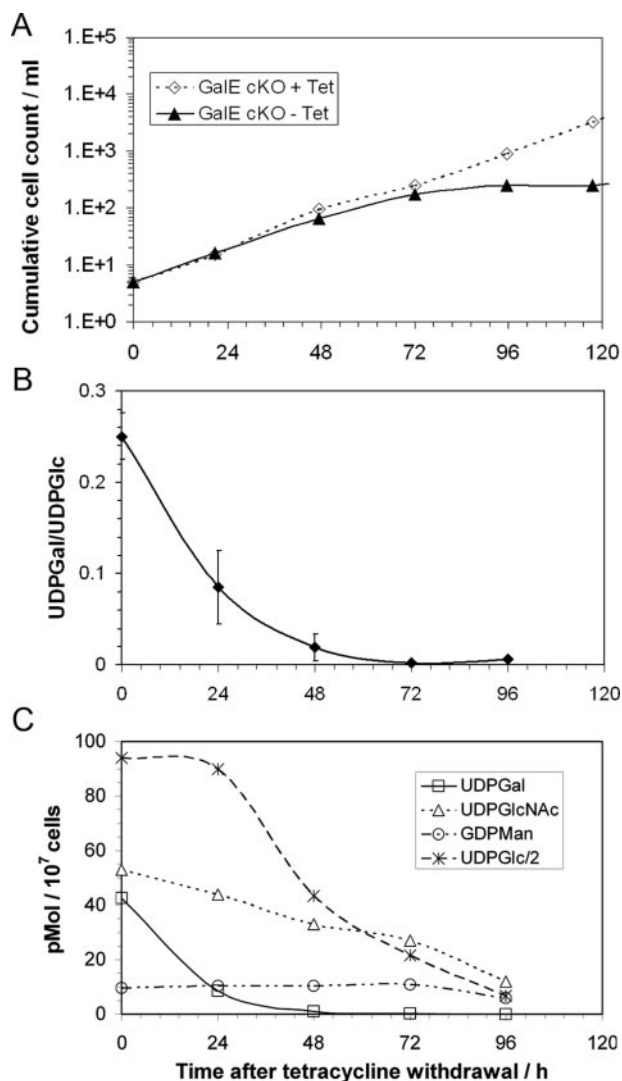 A
1.E+5
1.E+4
1.E+3
1.E+2
1.E+1
1.E+0
Cumulative cell count / ml
GalE cKO + Tet
GalE cKO - Tet
0 24 48 72 96 120
B
0.3
0.2
0.1
0
UDPGal/UDPGlc
0 24 48 72 96 120
C
100
80
60
40
20
0
pMol / 10⁷ cells
UDPGal
UDPGlcNAc
GDPMan
UDPGlc/2
0 24 48 72 96 120
Time after tetracycline withdrawal / h